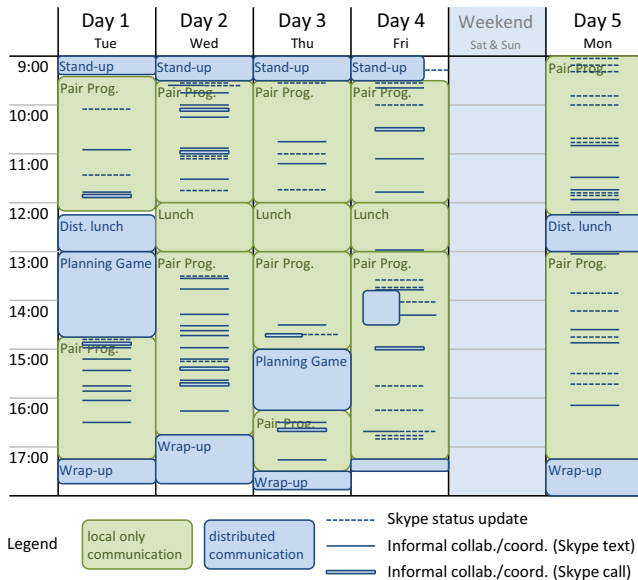 Day 1 Day 2 Day 3 Day 4 Weekend Day 5
Tue Wed Thu Fri Sat & Sun Mon
9:00 Stand-up Stand-up Stand-up Stand-up Pair Prog.
Pair Prog. Pair Prog. Pair Prog. Pair Prog.
10:00
11:00
12:00 Lunch Lunch Lunch
Dist. lunch Dist. lunch
13:00 Planning Game Pair Prog. Pair Prog. Pair Prog. Pair Prog.
14:00
Pair Prog.
15:00 Planning Game
16:00 Pair Prog.
17:00 Wrap-up Wrap-up Wrap-up Wrap-up
Legend
local only
communication
distributed
communication
Skype status update
Informal collab./coord. (Skype text)
Informal collab./coord. (Skype call)